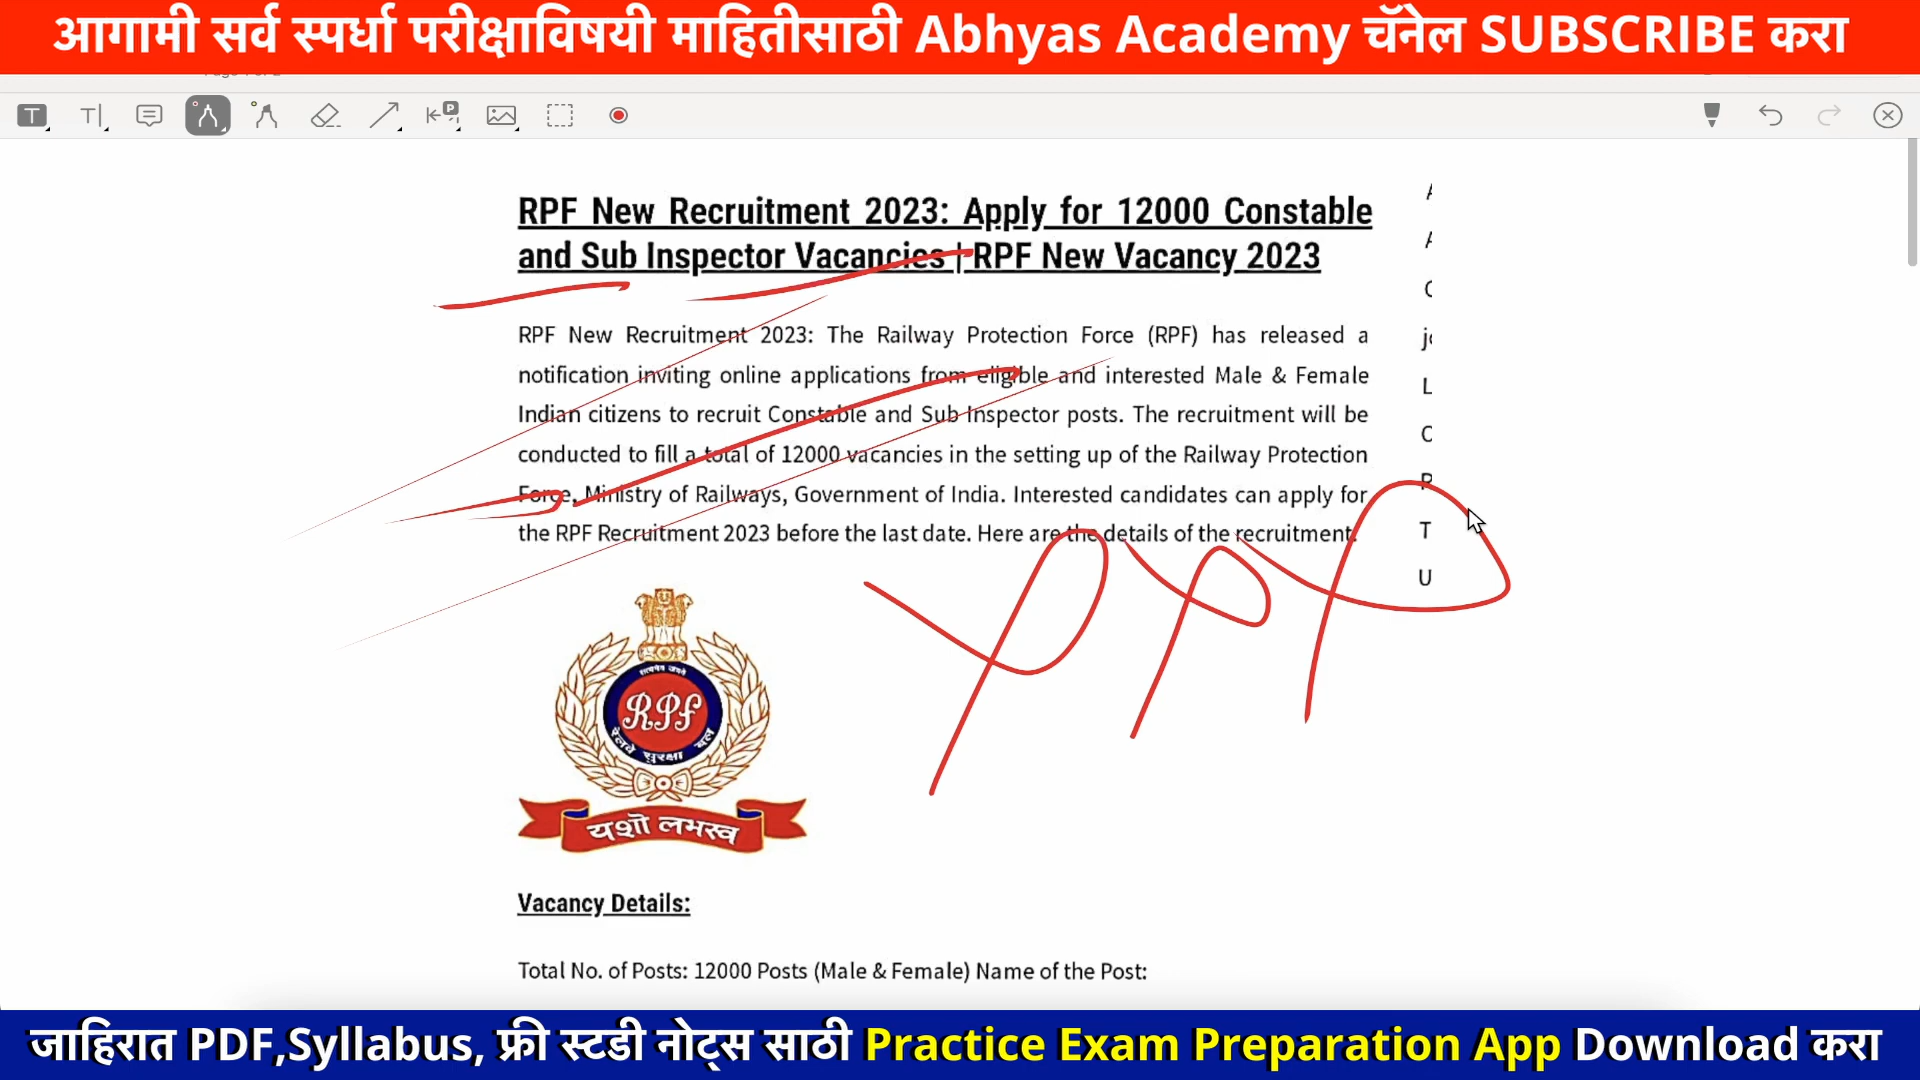 आगामी सर्व स्पर्धा परीक्षाविषयी माहितीसाठी Abhyas Academy चॅनेल SUBSCRIBE करा
RPF New Recruitment 2023: Apply for 12000 Constable
and Sub Inspector Vacancies | RPF New Vacancy 2023
RPF New Recruitment 2023: The Railway Protection Force (RPF) has released a
notification inviting online applications from eligible and interested Male & Female
Indian citizens to recruit Constable and Sub Inspector posts. The recruitment will be
conducted to fill a total of 12000 vacancies in the setting up of the Railway Protection
Force, Ministry of Railways, Government of India. Interested candidates can apply for
the RPF Recruitment 2023 before the last date. Here are the details of the recruitment.
L
T
U
सत्यमेव जयते
RPf
रेलवे सुरक्षा बल
यशो लभस्व
Vacancy Details:
Total No. of Posts: 12000 Posts (Male & Female) Name of the Post:
जाहिरात PDF,Syllabus, फ्री स्टडी नोट्स साठी Practice Exam Preparation App Download करा